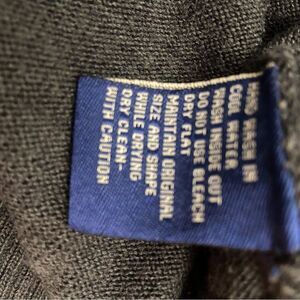 HAND WASH IN
COOL WATER
WASH INSIDE OUT
DO NOT USE BLEACH
DRY FLAT
MAINTAIN ORIGINAL
SIZE AND SHAPE
WHILE DRYING
DRY CLEAN-
WITH CAUTION